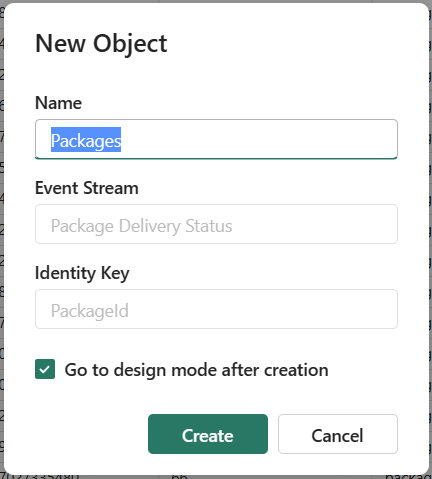 New Object
Name
Packages
Event Stream
Package Delivery Status
Identity Key
PackageId
Go to design mode after creation
Create Cancel